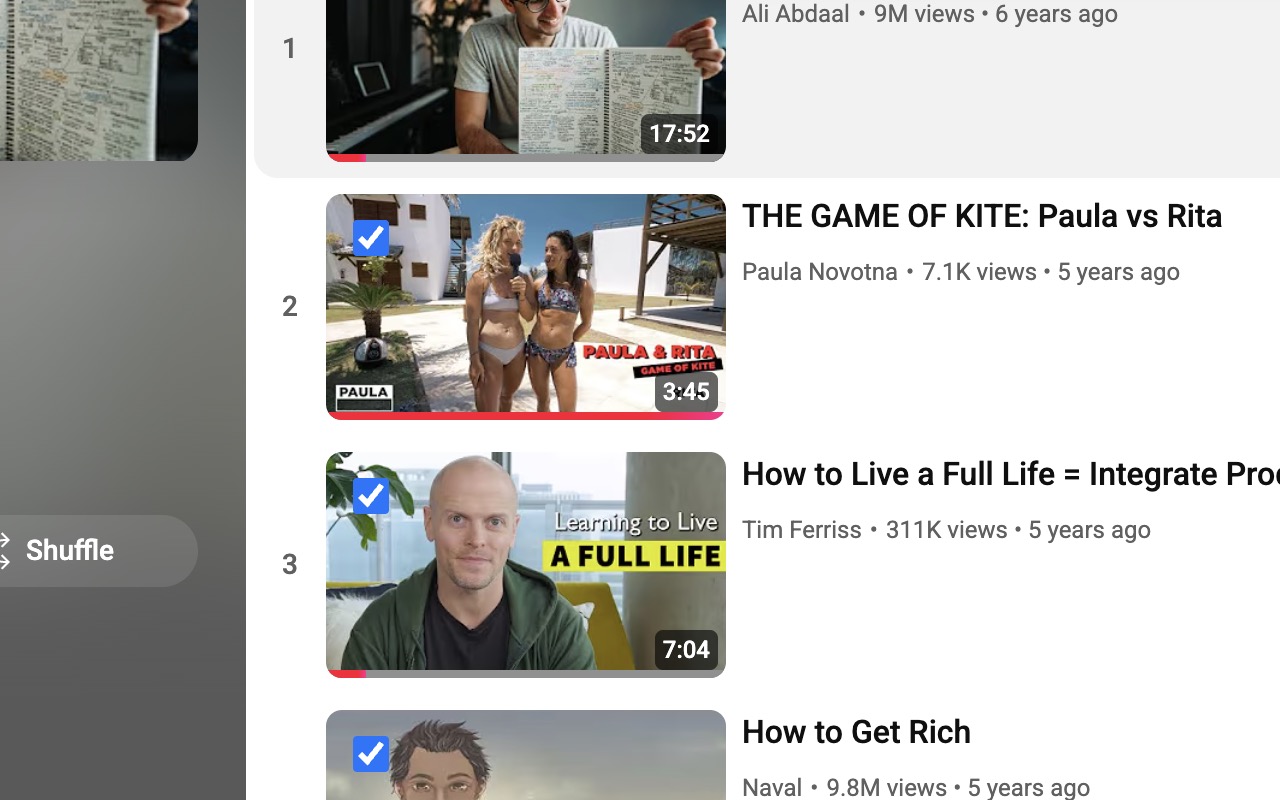 Ali Abdaal • 9M views • 6 years ago
1
17:52
THE GAME OF KITE: Paula vs Rita
Paula Novotna • 7.1K views • 5 years ago
2
PAULA & RITA
GAME OF KITE
PAULA
3:45
How to Live a Full Life = Integrate
Tim Ferriss • 311K views • 5 years ago
Learning to Live
A FULL LIFE
Shuffle
3
7:04
How to Get Rich
Naval • 9.8M views • 5 years ago